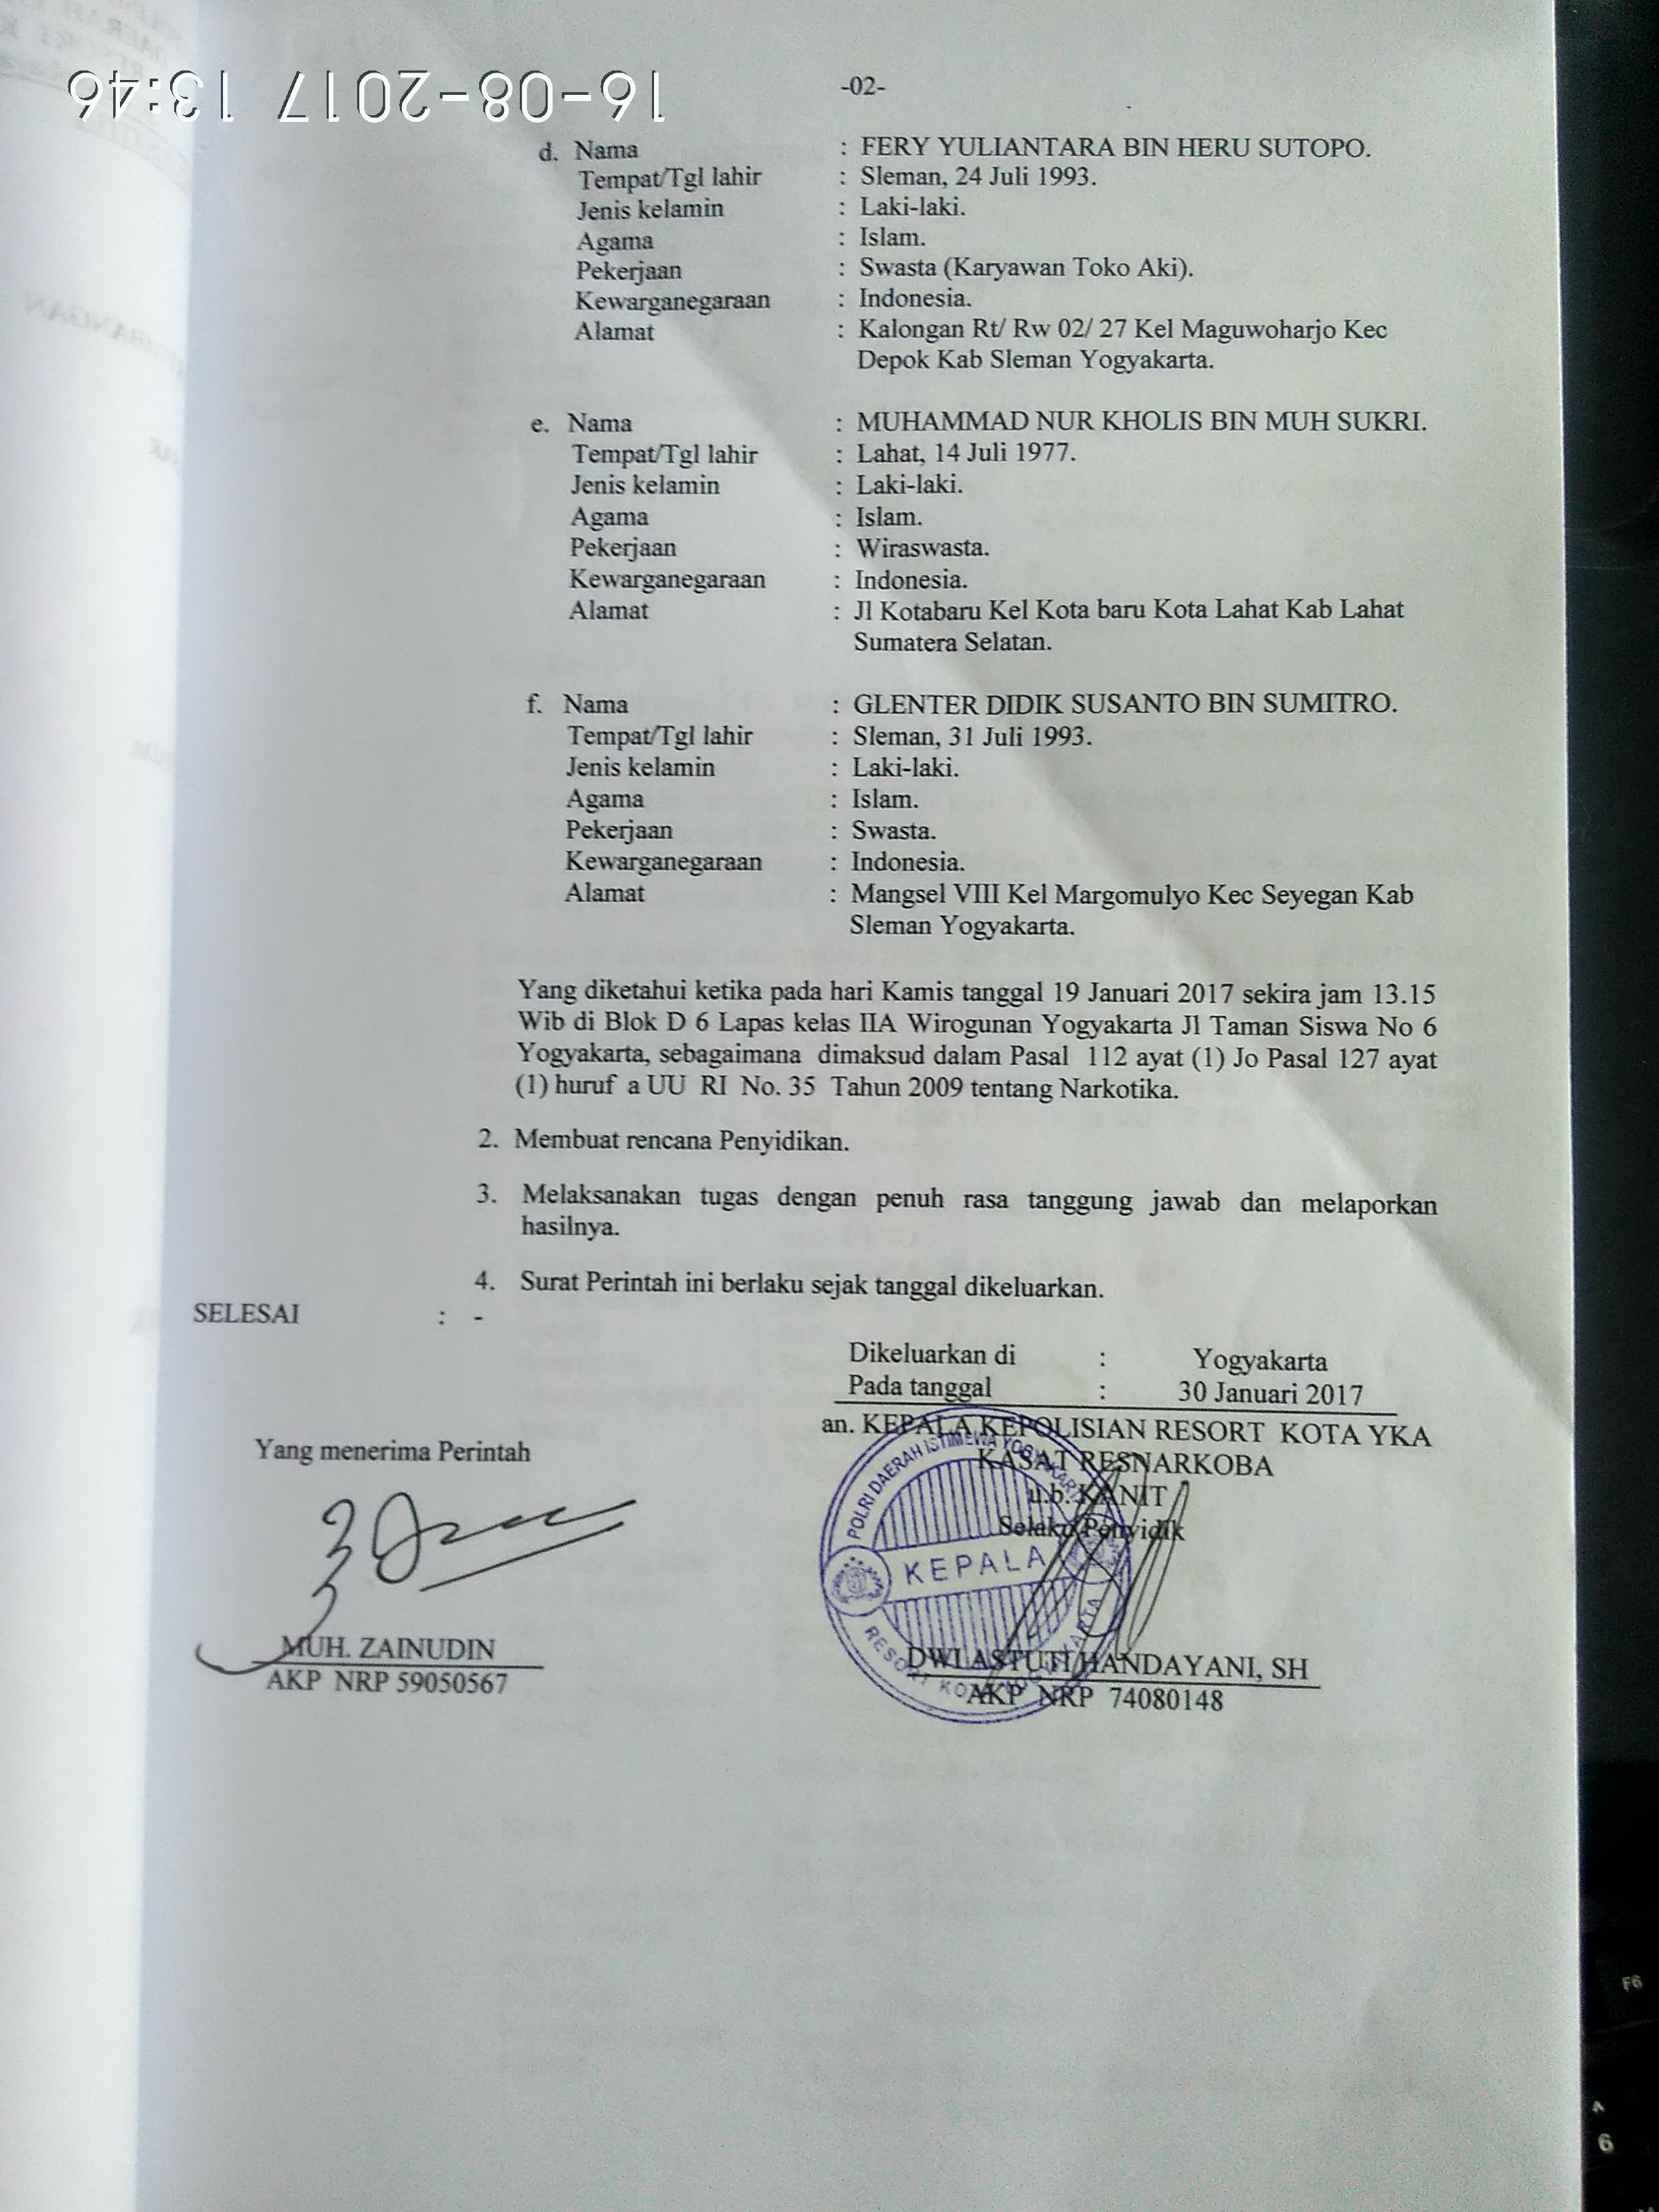 16-08-2017 13:46
-02-
d. Nama : FERY YULIANTARA BIN HERU SUTOPO.
Tempat/Tgl lahir : Sleman, 24 Juli 1993.
Jenis kelamin : Laki-laki.
Agama : Islam.
Pekerjaan : Swasta (Karyawan Toko Aki).
Kewarganegaraan : Indonesia.
Alamat : Kalongan Rt/ Rw 02/ 27 Kel Maguwoharjo Kec
Depok Kab Sleman Yogyakarta.
e. Nama : MUHAMMAD NUR KHOLIS BIN MUH SUKRI.
Tempat/Tgl lahir : Lahat, 14 Juli 1977.
Jenis kelamin : Laki-laki.
Agama : Islam.
Pekerjaan : Wiraswasta.
Kewarganegaraan : Indonesia.
Alamat : Jl Kotabaru Kel Kota baru Kota Lahat Kab Lahat
Sumatera Selatan.
f. Nama : GLENTER DIDIK SUSANTO BIN SUMITRO.
Tempat/Tgl lahir : Sleman, 31 Juli 1993.
Jenis kelamin : Laki-laki.
Agama : Islam.
Pekerjaan : Swasta.
Kewarganegaraan : Indonesia.
Alamat : Mangsel VIII Kel Margomulyo Kec Seyegan Kab
Sleman Yogyakarta.
Yang diketahui ketika pada hari Kamis tanggal 19 Januari 2017 sekira jam 13.15
Wib di Blok D 6 Lapas kelas IIA Wirogunan Yogyakarta Jl Taman Siswa No 6
Yogyakarta, sebagaimana dimaksud dalam Pasal 112 ayat (1) Jo Pasal 127 ayat
(1) huruf a UU RI No. 35 Tahun 2009 tentang Narkotika.
2. Membuat rencana Penyidikan.
3. Melaksanakan tugas dengan penuh rasa tanggung jawab dan melaporkan
hasilnya.
4. Surat Perintah ini berlaku sejak tanggal dikeluarkan.
SELESAI : -
Dikeluarkan di : Yogyakarta
Pada tanggal : 30 Januari 2017
an. KEPALA KEPOLISIAN RESORT KOTA YKA
KASAT RESNARKOBA
u.b. KANIT
Selaku Penyidik
Yang menerima Perintah
POLRI DAERAH ISTIMEWA YOGYAKARTA
KEPALA
RESORT KOTA YOGYAKARTA
MUH. ZAINUDIN
AKP NRP 59050567
DWI ASTUTI HANDAYANI, SH
AKP NRP 74080148
F6
6